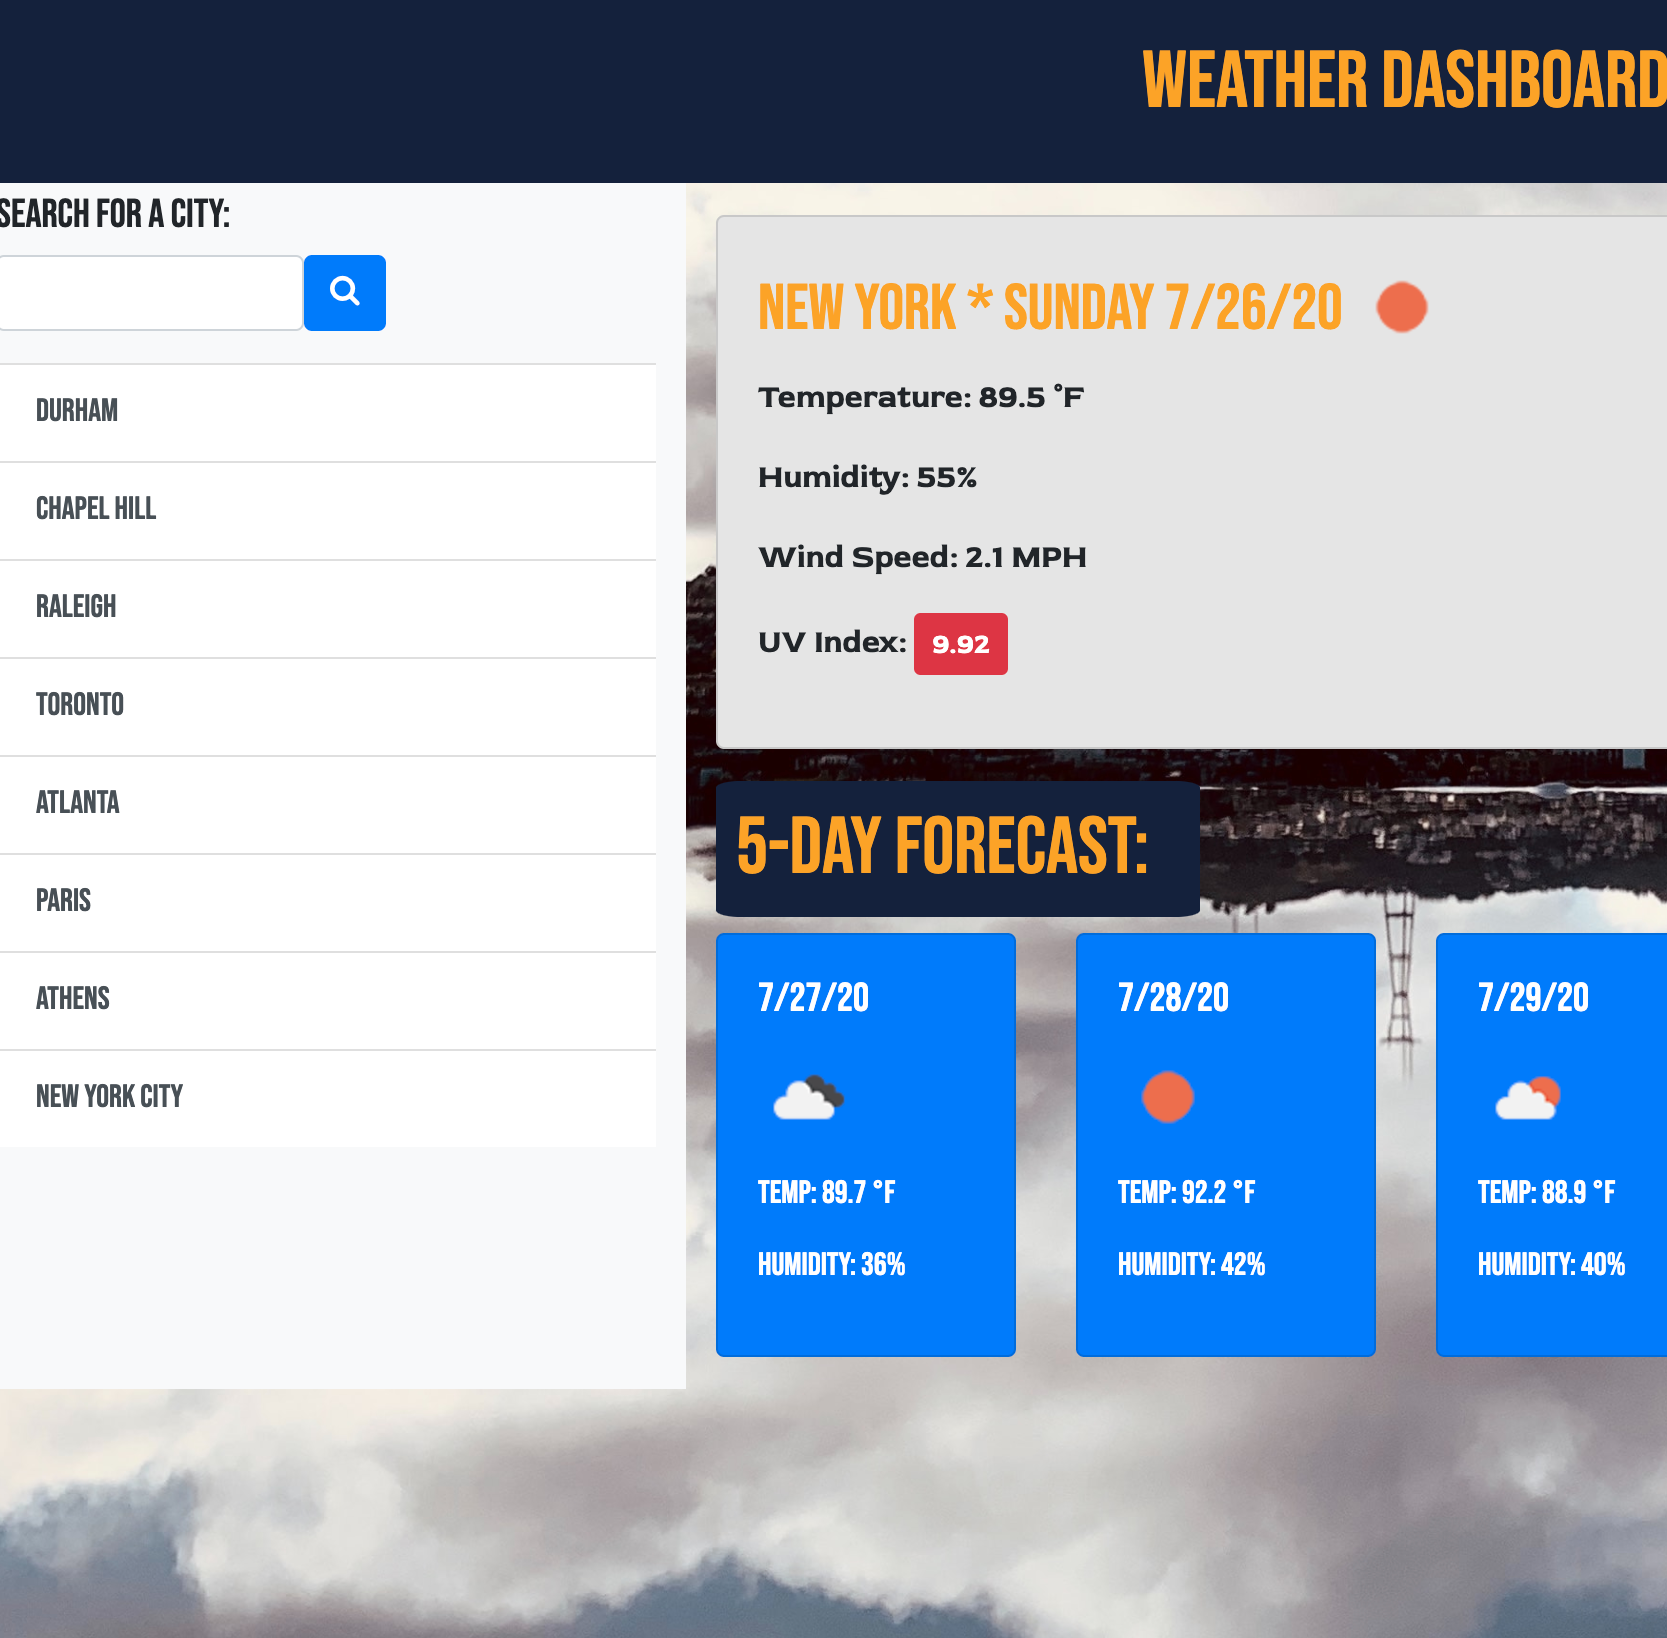 WEATHER DASHBOARD
SEARCH FOR A CITY:
DURHAM
CHAPEL HILL
RALEIGH
TORONTO
ATLANTA
PARIS
ATHENS
NEW YORK CITY
NEW YORK * SUNDAY 7/26/20
Temperature: 89.5 °F
Humidity: 55%
Wind Speed: 2.1 MPH
UV Index: 9.92
5-DAY FORECAST:
7/27/20
TEMP: 89.7 °F
HUMIDITY: 36%
7/28/20
TEMP: 92.2 °F
HUMIDITY: 42%
7/29/20
TEMP: 88.9 °F
HUMIDITY: 40%